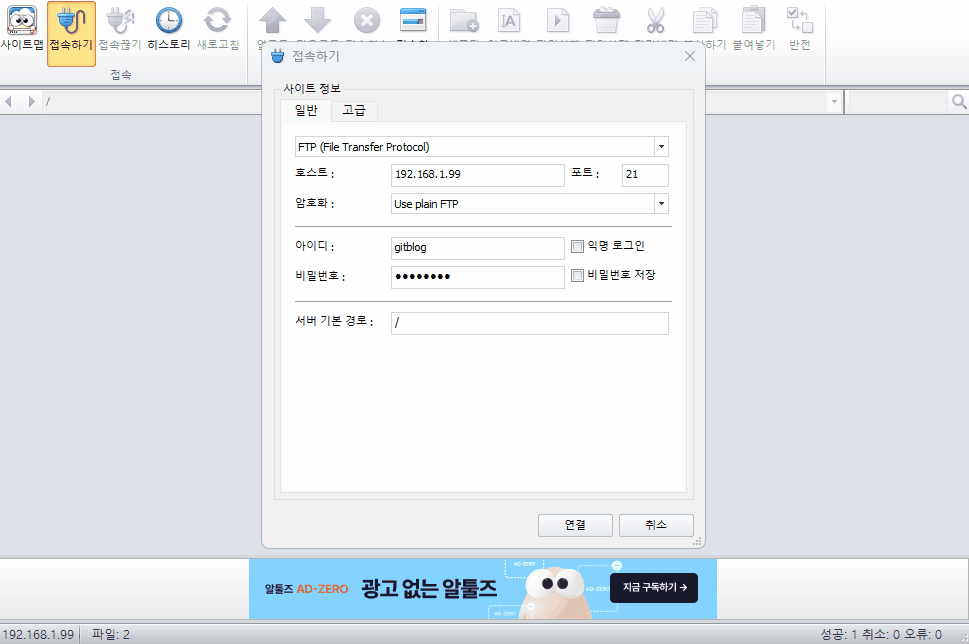 사이트맵 접속하기 접속끊기 히스토리 새로고침
붙여넣기 반전
접속
접속하기
/
사이트 정보
일반 고급
FTP (File Transfer Protocol)
호스트 : 192.168.1.99 포트 : 21
암호화 : Use plain FTP
아이디 : gitblog 익명 로그인
비밀번호 : ●●●●●●●● 비밀번호 저장
서버 기본 경로 : /
연결 취소
알툴즈 AD-ZERO 광고 없는 알툴즈 지금 구독하기 →
AD-ZERO
AD-ZERO
AD-ZERO
192.168.1.99 파일: 2 성공: 1 취소: 0 오류: 0